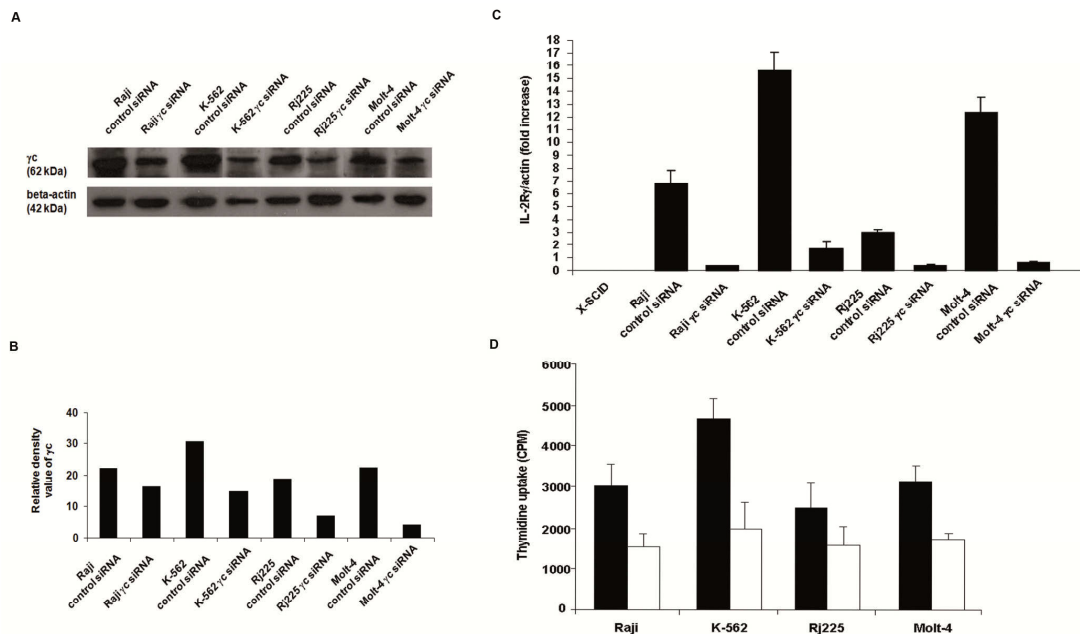 A
Raji
control siRNA
Raji γc siRNA
K-562
control siRNA
K-562 γc siRNA
Rj225
control siRNA
Rj225 γc siRNA
Molt-4
control siRNA
Molt-4 γc siRNA
γc
(62 kDa)
beta-actin
(42 kDa)
B
Relative density
value of γc
40
30
20
10
0
Raji
control siRNA
Raji γc siRNA
K-562
control siRNA
K-562 γc siRNA
Rj225
control siRNA
Rj225 γc siRNA
Molt-4
control siRNA
Molt-4 γc siRNA
C
IL-2Rγ/actin (fold increase)
18
17
16
15
14
13
12
11
10
9
8
7
6
5
4
3
2
1
0
X-SCID
Raji
control siRNA
Raji γc siRNA
K-562
control siRNA
K-562 γc siRNA
Rj225
control siRNA
Rj225 γc siRNA
Molt-4
control siRNA
Molt-4 γc siRNA
D
Thymidine uptake (CPM)
6000
5000
4000
3000
2000
1000
0
Raji
K-562
Rj225
Molt-4